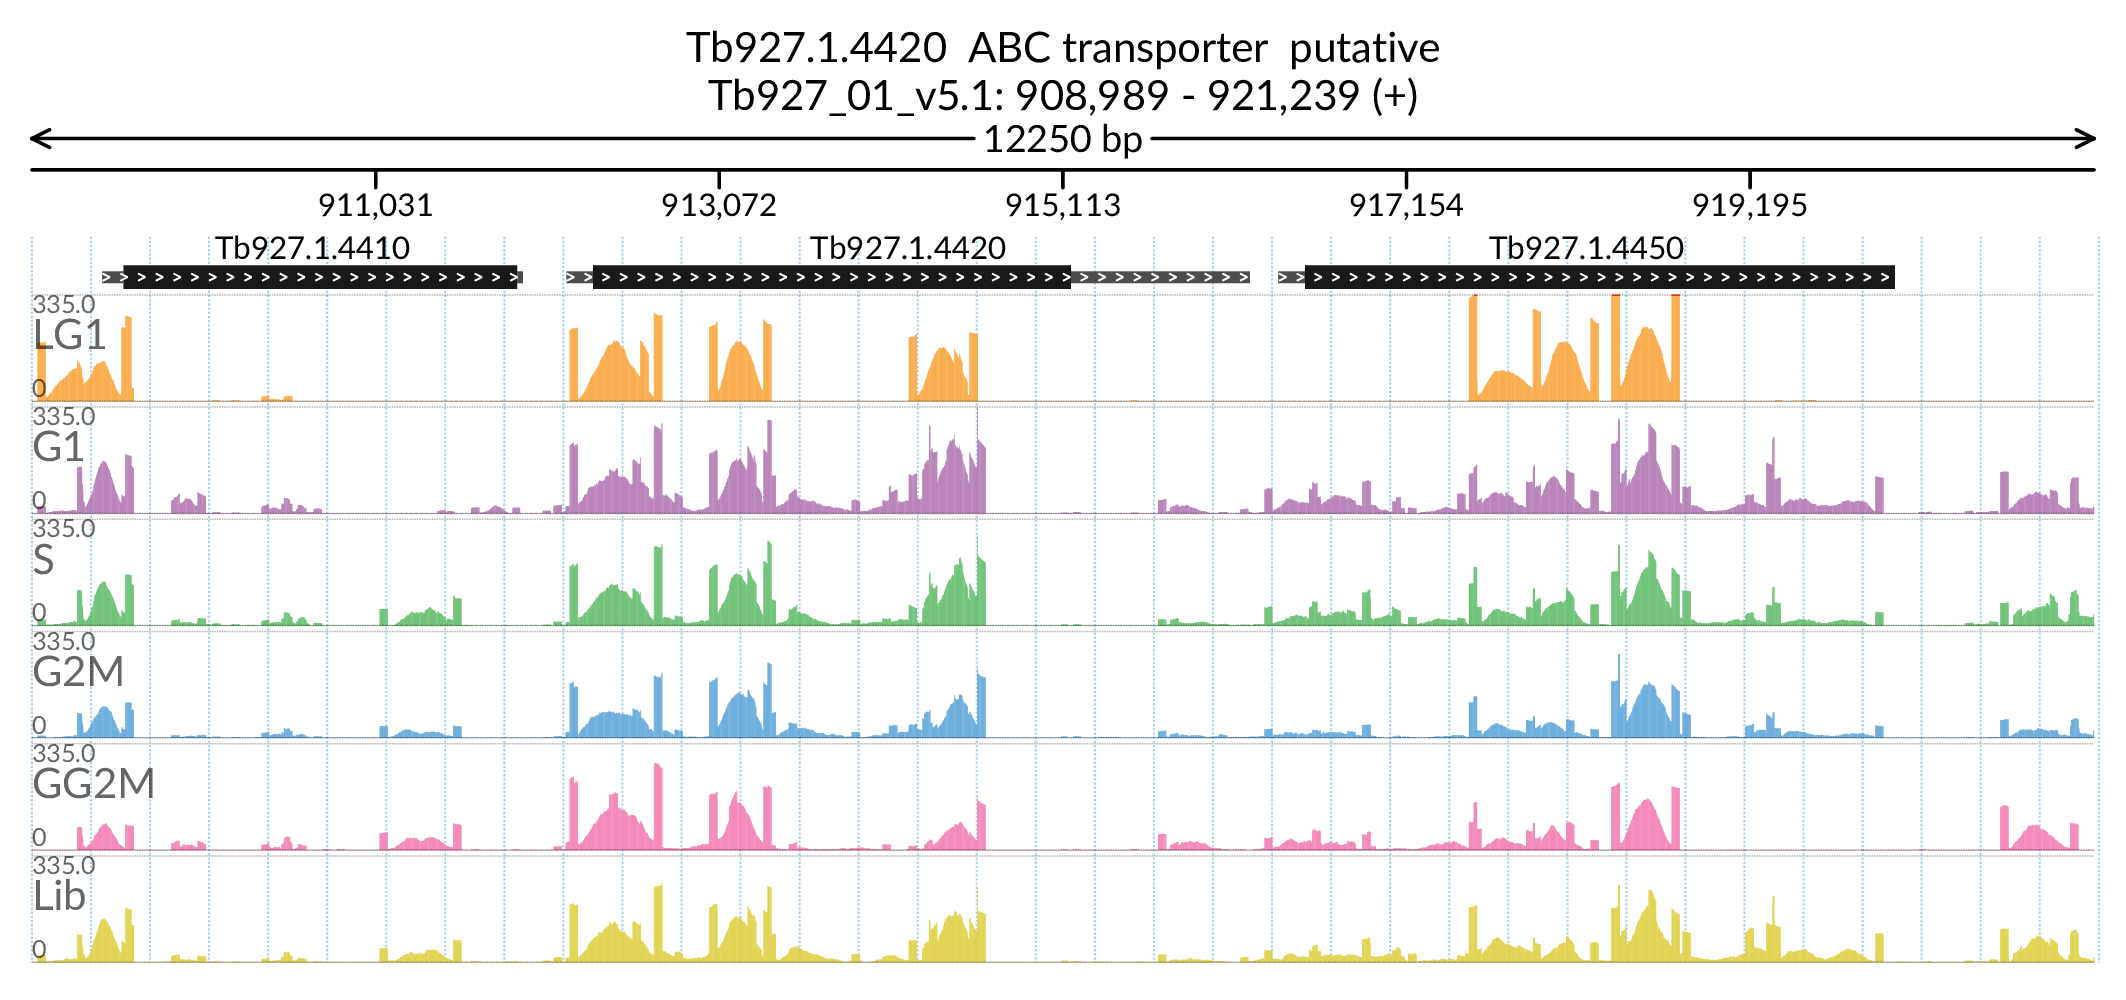 Tb927.1.4420 ABC transporter putative
Tb927_01_v5.1: 908,989 - 921,239 (+)
12250 bp
911,031 913,072 915,113 917,154 919,195
Tb927.1.4410 Tb927.1.4420 Tb927.1.4450
335.0
LG1
0
335.0
G1
0
335.0
S
0
335.0
G2M
0
335.0
GG2M
0
335.0
Lib
0